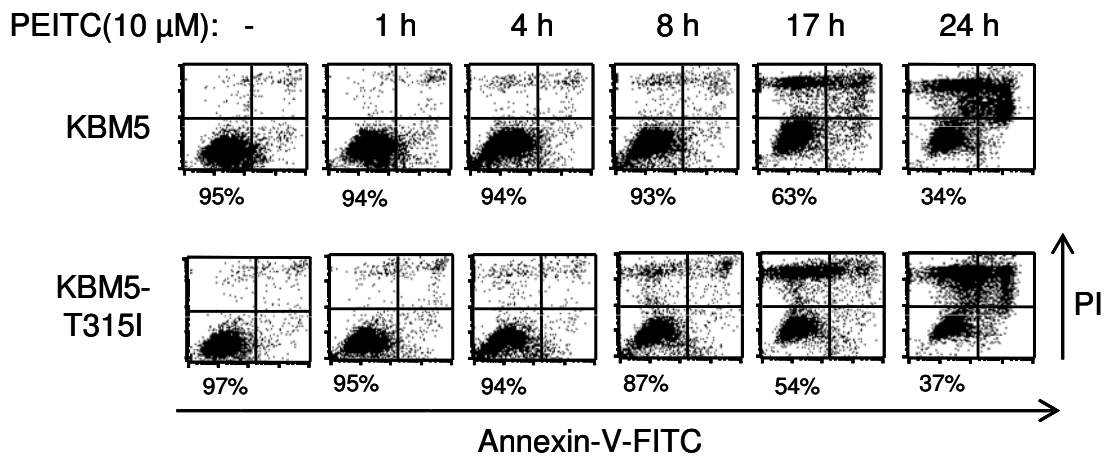 PEITC(10 µM): - 1 h 4 h 8 h 17 h 24 h
KBM5
95% 94% 94% 93% 63% 34%
KBM5-
T315I
PI
97% 95% 94% 87% 54% 37%
Annexin-V-FITC